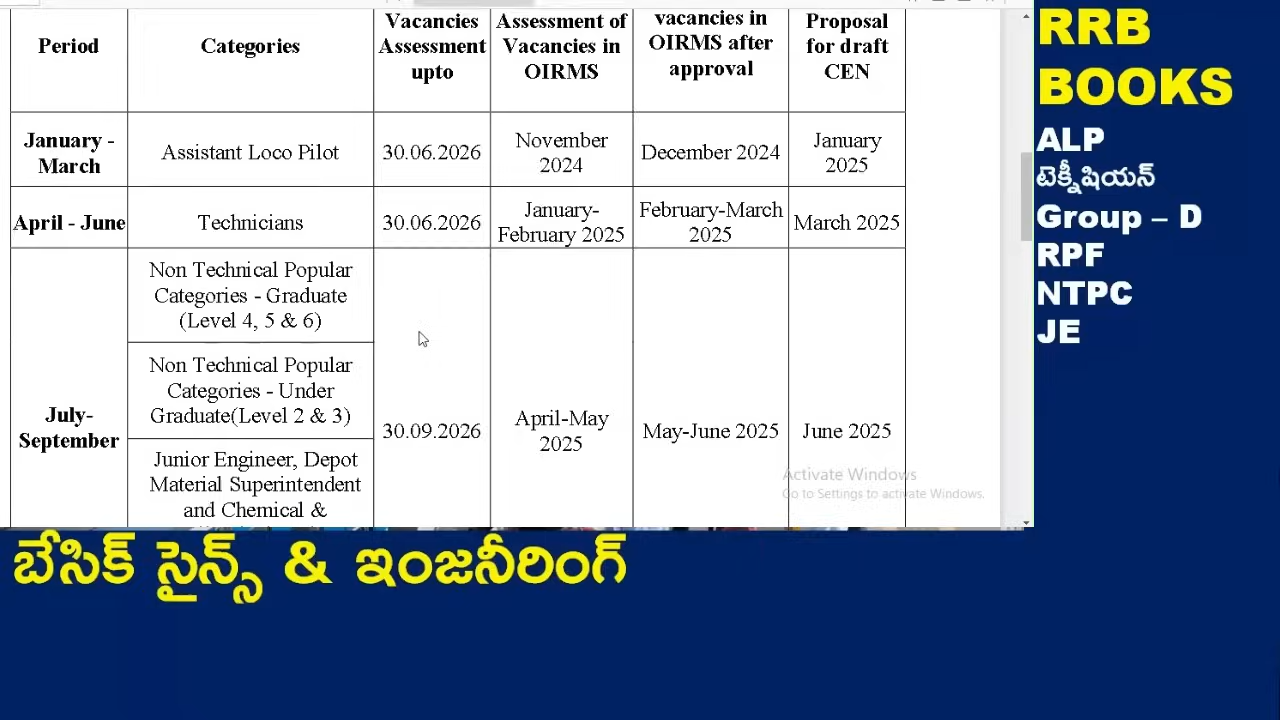 Period
Categories
Vacancies
Assessment
upto
Assessment of
Vacancies in
OIRMS
vacancies in
OIRMS after
approval
Proposal
for draft
CEN
January -
March
Assistant Loco Pilot
30.06.2026
November
2024
December 2024
January
2025
April - June
Technicians
30.06.2026
January-
February 2025
February-March
2025
March 2025
July-
September
Non Technical Popular
Categories - Graduate
(Level 4, 5 & 6)
Non Technical Popular
Categories - Under
Graduate(Level 2 & 3)
Junior Engineer, Depot
Material Superintendent
and Chemical &
30.09.2026
April-May
2025
May-June 2025
June 2025
Activate Windows
Go to Settings to activate Windows.
RRB
BOOKS
ALP
టెక్నీషియన్
Group – D
RPF
NTPC
JE
బేసిక్ సైన్స్ & ఇంజనీరింగ్